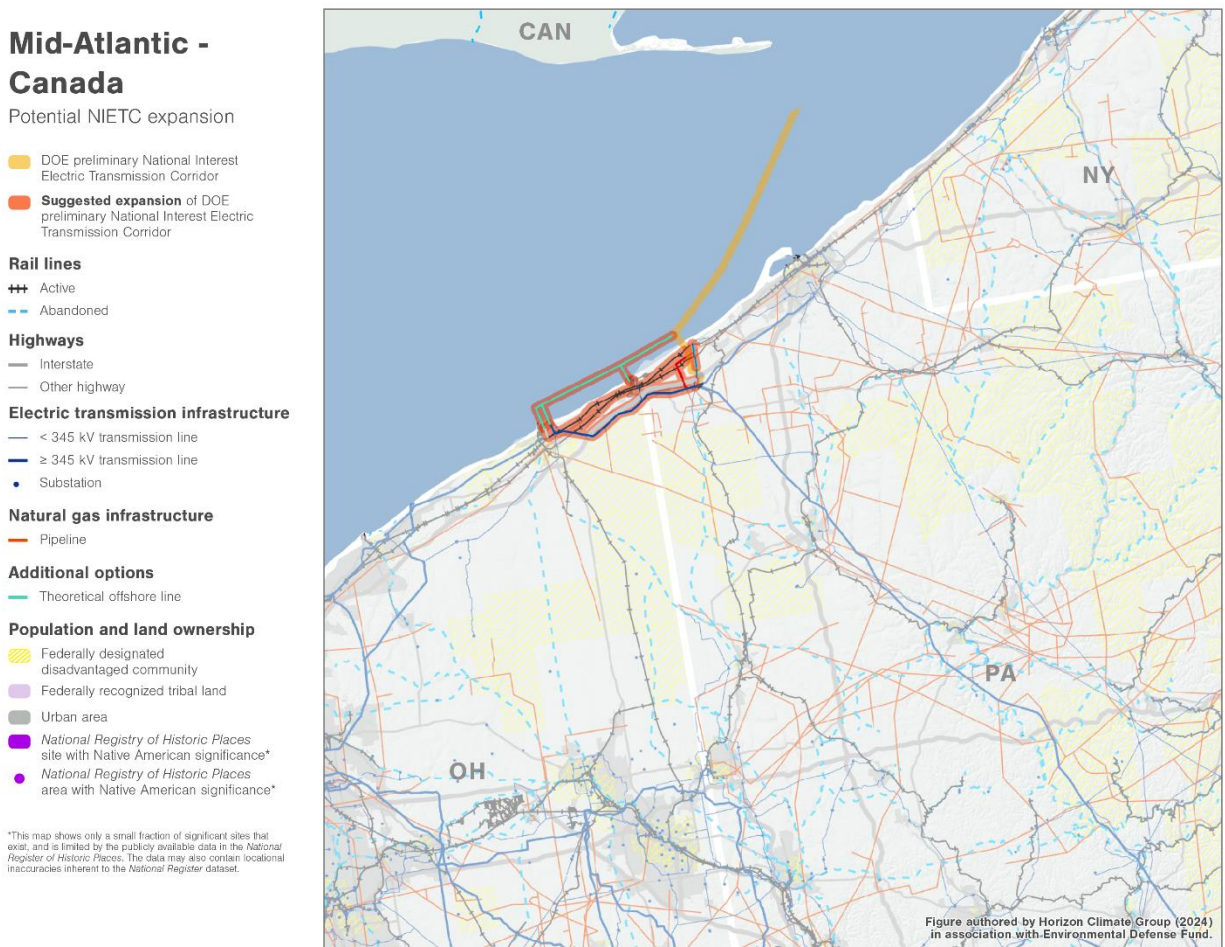 Mid-Atlantic -
Canada
Potential NIETC expansion
DOE preliminary National Interest
Electric Transmission Corridor
Suggested expansion of DOE
preliminary National Interest Electric
Transmission Corridor
Rail lines
Active
Abandoned
Highways
Interstate
Other highway
Electric transmission infrastructure
< 345 kV transmission line
≥ 345 kV transmission line
Substation
Natural gas infrastructure
Pipeline
Additional options
Theoretical offshore line
Population and land ownership
Federally designated
disadvantaged community
Federally recognized tribal land
Urban area
National Registry of Historic Places
site with Native American significance*
National Registry of Historic Places
area with Native American significance*
*This map shows only a small fraction of significant sites that
exist, and is limited by the publicly available data in the National
Register of Historic Places. The data may also contain locational
inaccuracies inherent to the National Register dataset.
CAN
NY
PA
OH
Figure authored by Horizon Climate Group (2024)
in association with Environmental Defense Fund.